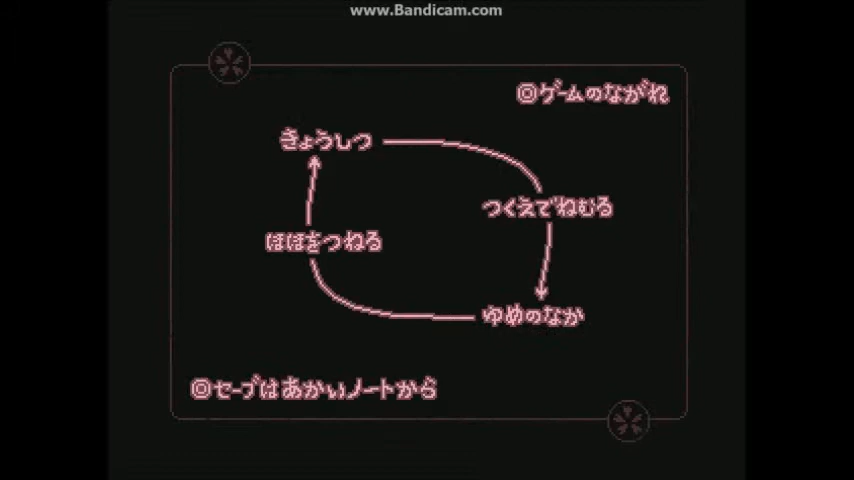 www.Bandicam.com
◎ゲームのながれ
きょうしつ
つくえでねむる
ほほをつねる
ゆめのなか
◎セーブはあかいノートから